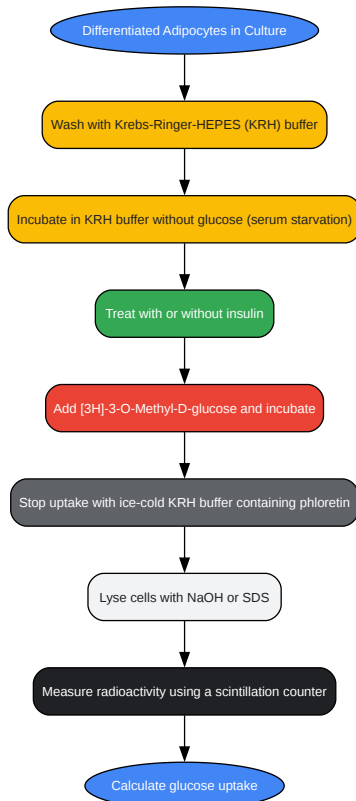 Differentiated Adipocytes in Culture
Wash with Krebs-Ringer-HEPES (KRH) buffer
Incubate in KRH buffer without glucose (serum starvation)
Treat with or without insulin
Add [3H]-3-O-Methyl-D-glucose and incubate
Stop uptake with ice-cold KRH buffer containing phloretin
Lyse cells with NaOH or SDS
Measure radioactivity using a scintillation counter
Calculate glucose uptake